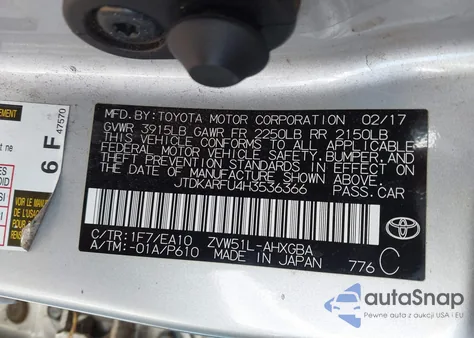 MFD.BY:TOYOTA MOTOR CORPORATION 02/17
GVWR 3915LB GAWR FR 2250LB RR 2150LB
THIS VEHICLE CONFORMS TO ALL APPLICABLE
FEDERAL MOTOR VEHICLE SAFETY, BUMPER, AND
THEFT PREVENTION STANDARDS IN EFFECT ON
THE DATE OF MANUFACTURE SHOWN ABOVE.
JTDKARFU4H3536366 PASS.CAR
C/TR:1F7/EA10 ZVW51L-AHXGBA
A/TM:-01A/P610 MADE IN JAPAN
776 C
TOYOTA
6 F
47570
autoSnap
Pewne auta z USA i Europy